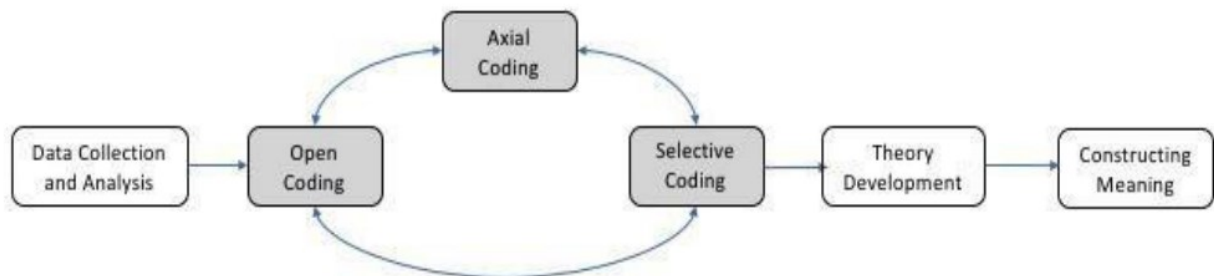 Axial
Coding
Data Collection
and Analysis
Open
Coding
Selective
Coding
Theory
Development
Constructing
Meaning